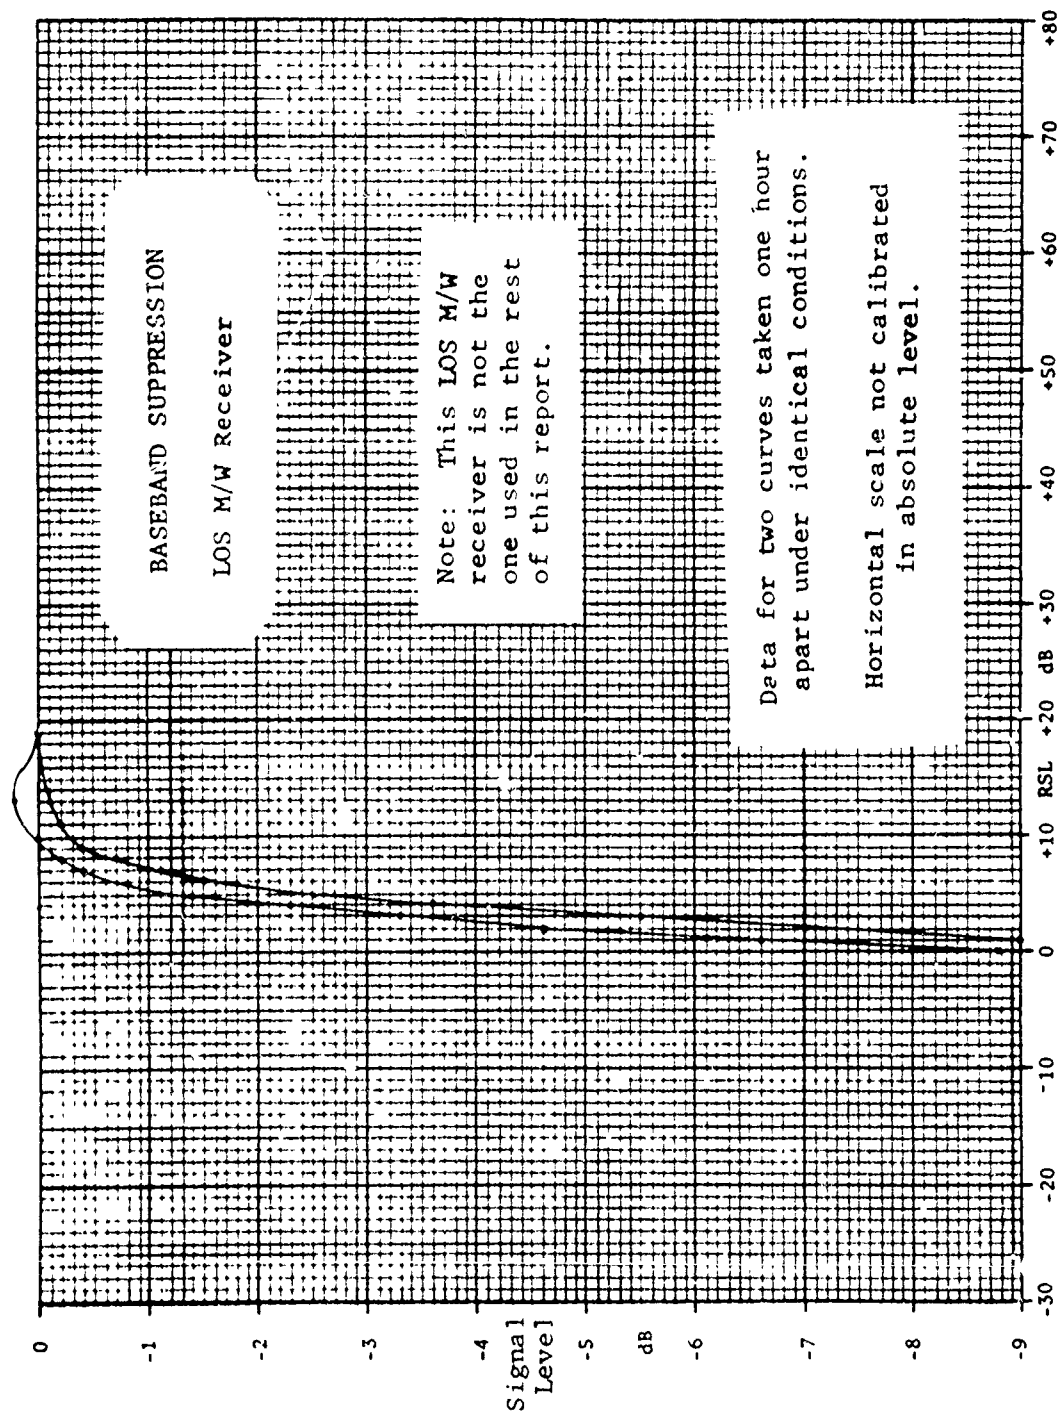 BASEBAND SUPPRESSION
LOS M/W Receiver
Note: This LOS M/W
receiver is not the
one used in the rest
of this report.
Data for two curves taken one hour
apart under identical conditions.
Horizontal scale not calibrated
in absolute level.
0
-1
-2
-3
-4
Signal
Level
-5
dB
-6
-7
-8
-9
-30
-20
-10
0
+10
RSL
+20
dB
+30
+40
+50
+60
+70
+80